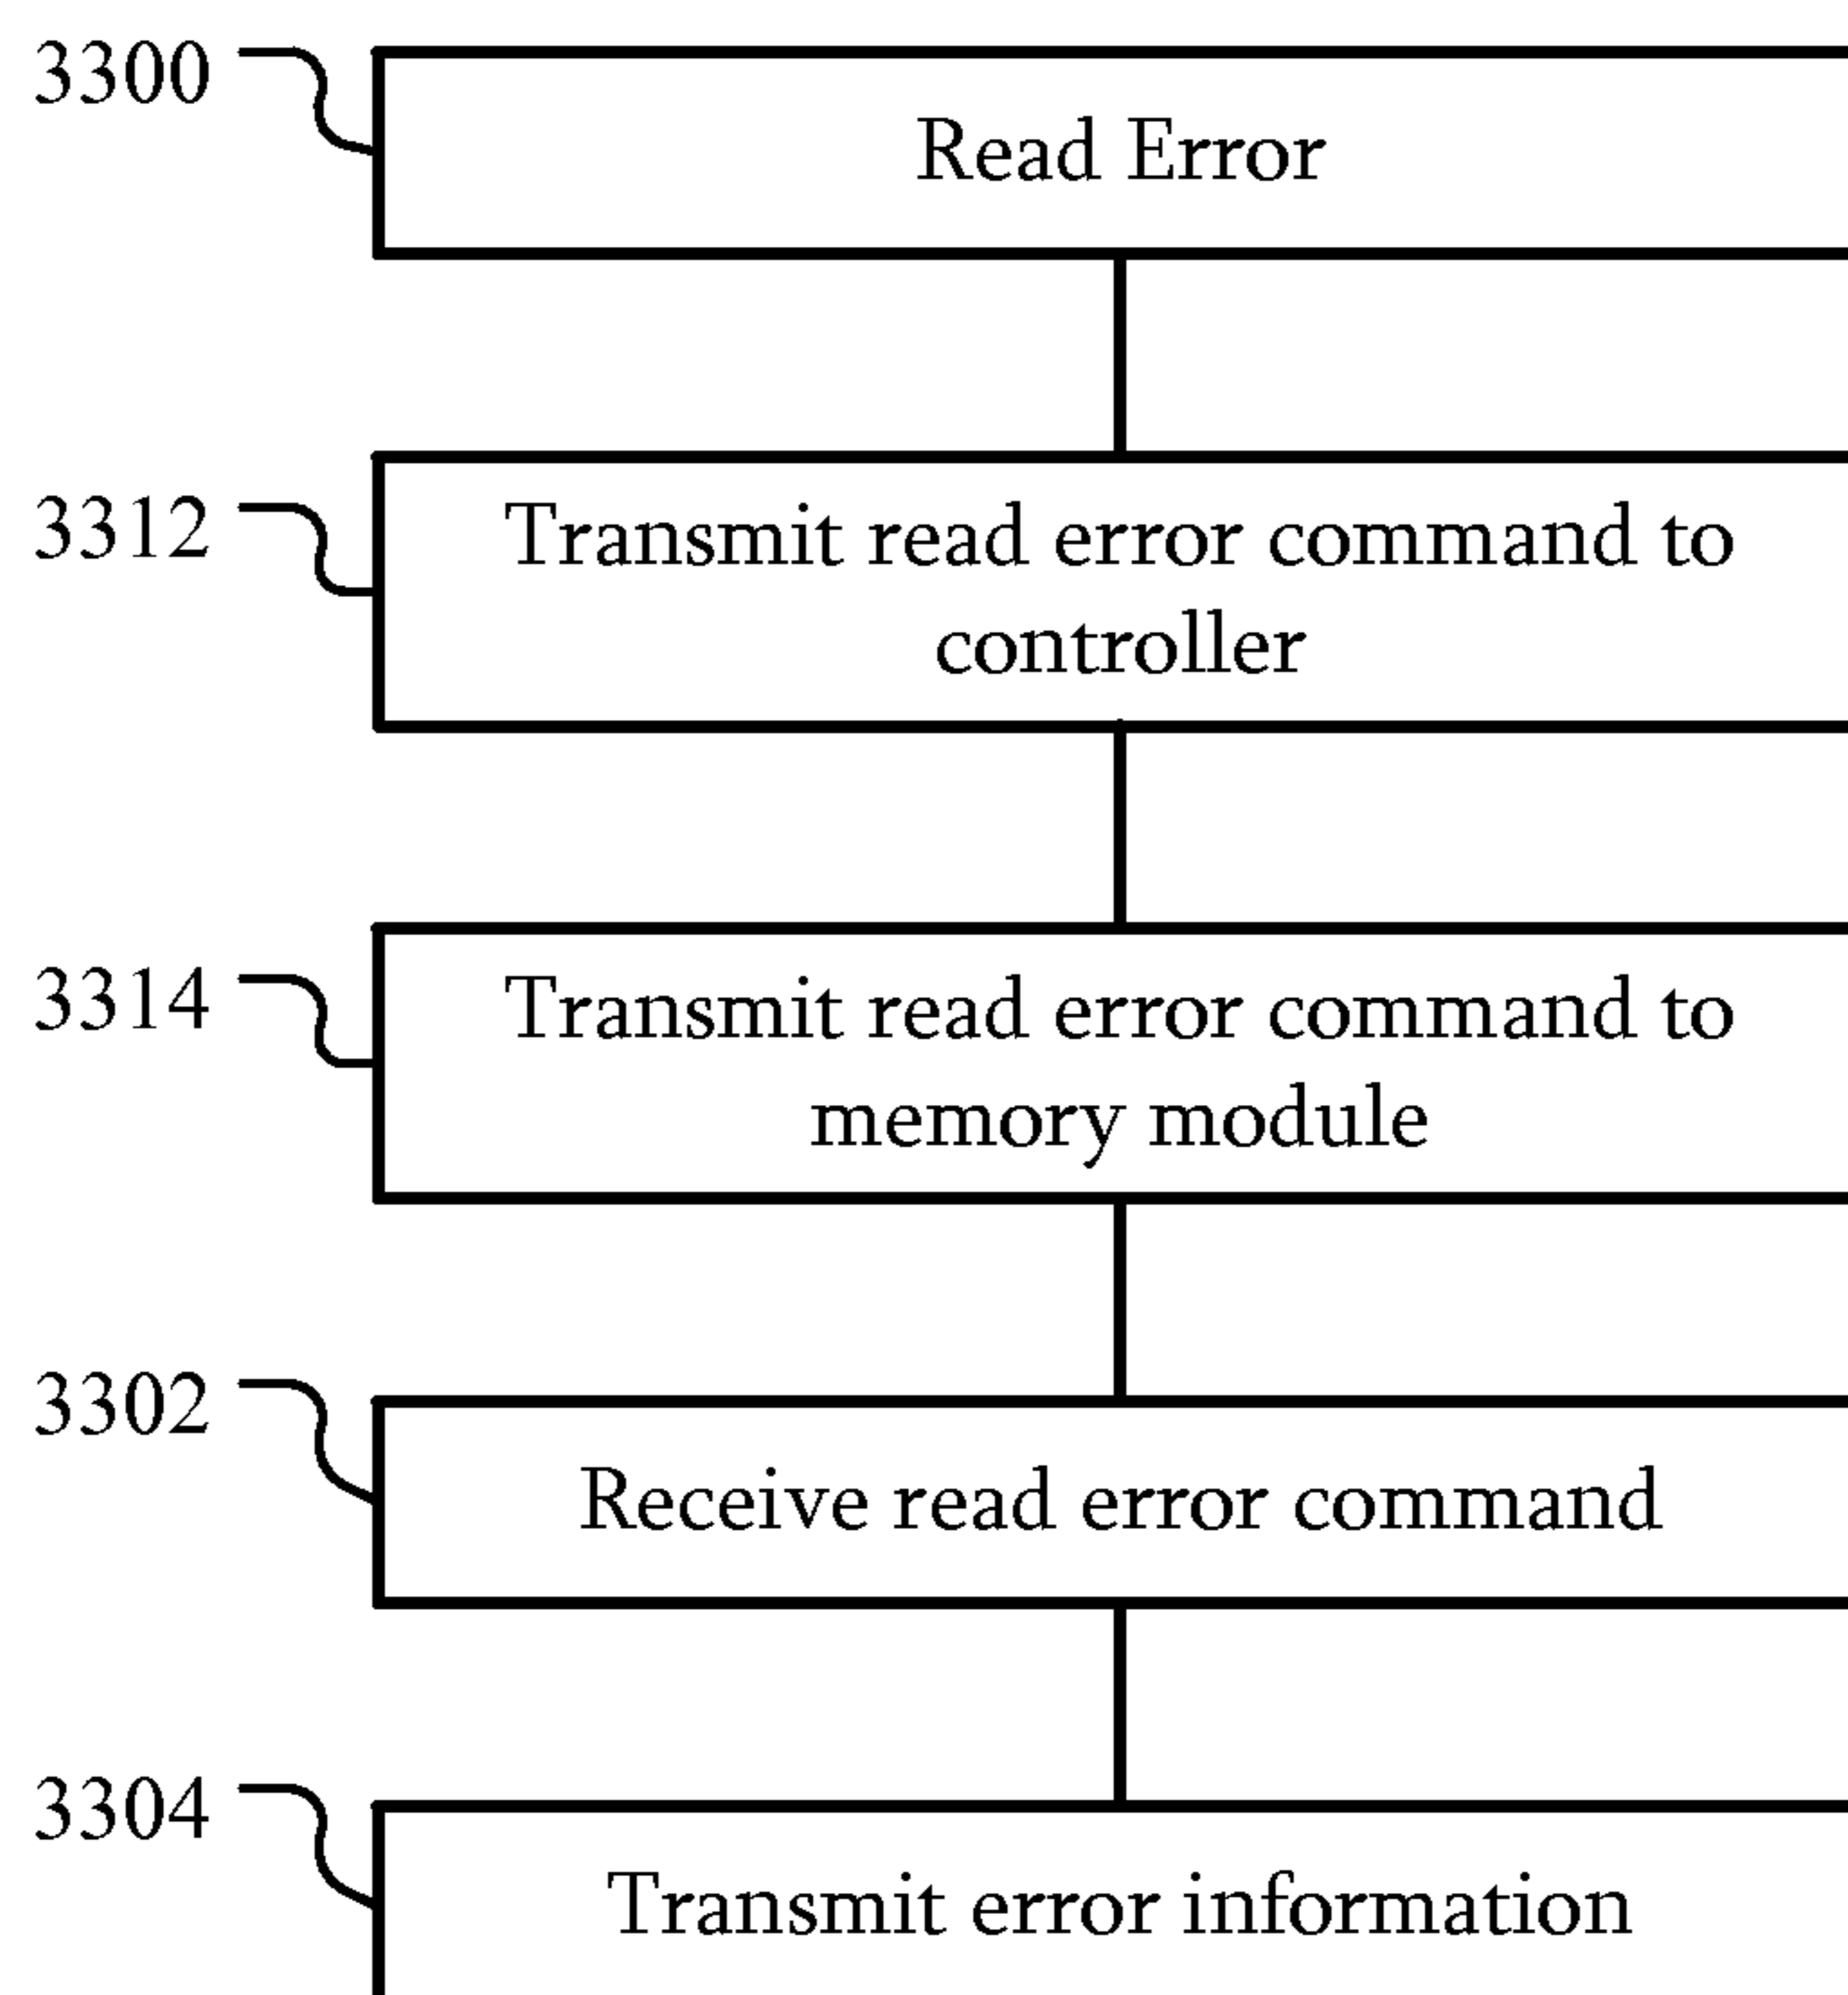 3300
Read Error
3312
Transmit read error command to
controller
3314
Transmit read error command to
memory module
3302
Receive read error command
3304
Transmit error information